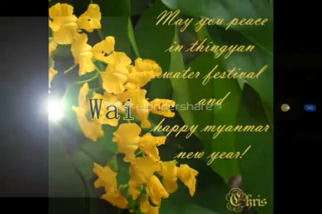 May you peace
in thingyan
water festival
and
happy myanmar
new year!
Wai
Chris